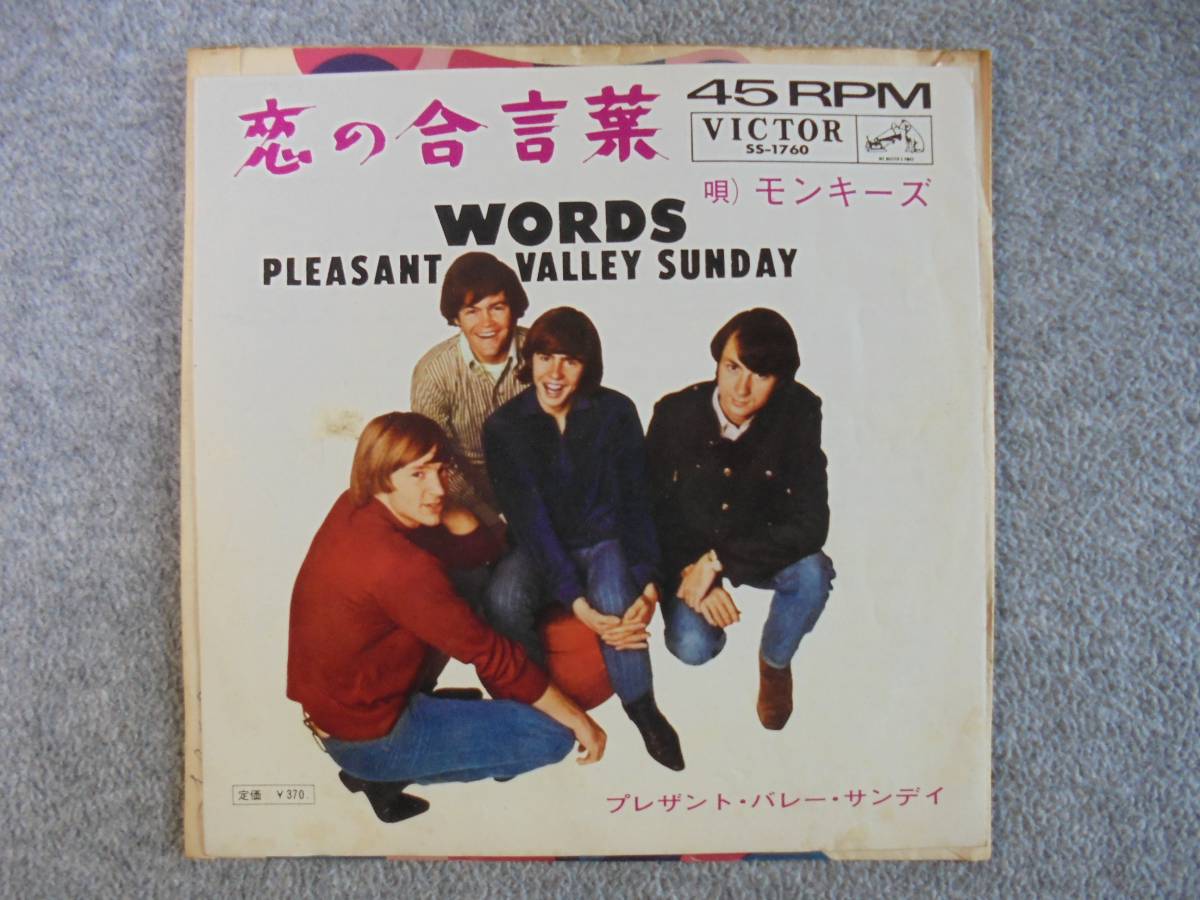 45 RPM
恋の合言葉
VICTOR
SS-1760
唄) モンキーズ
WORDS
PLEASANT VALLEY SUNDAY
定価 ￥370
プレザント・バレー・サンデイ